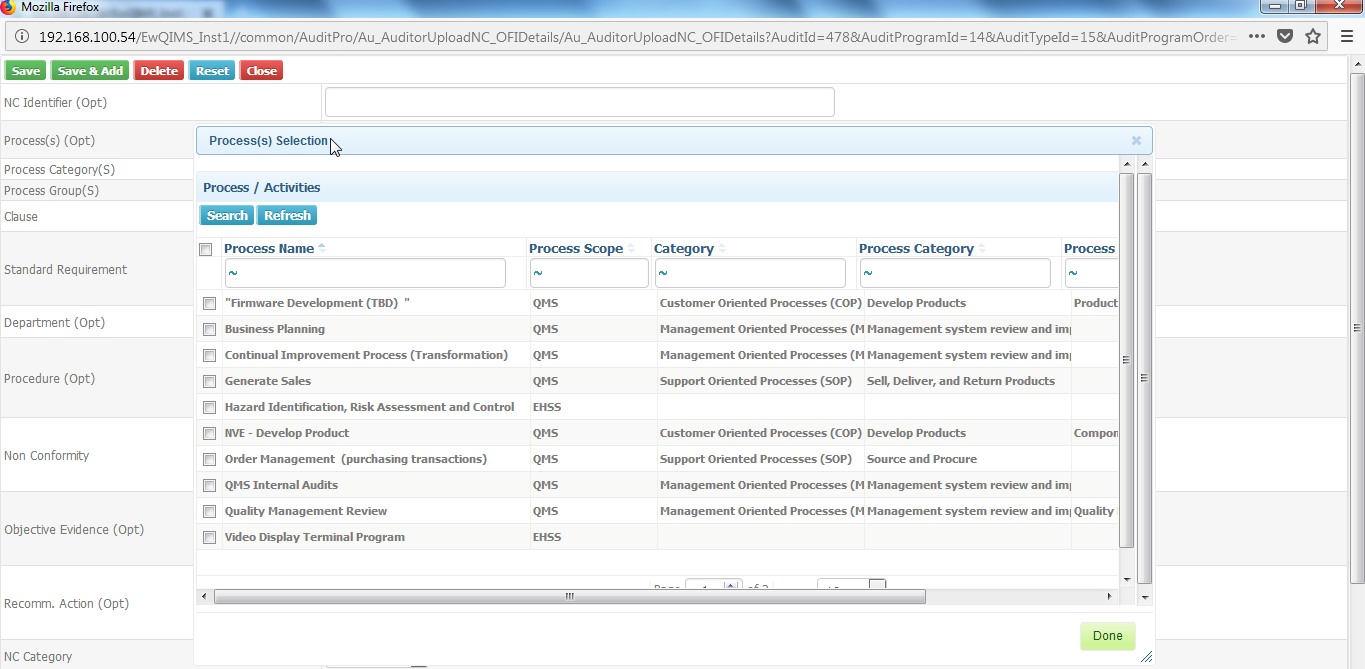 Mozilla Firefox
192.168.100.54/EwQIMS_Inst1//common/AuditPro/Au_AuditorUploadNC_OFIDetails/Au_AuditorUploadNC_OFIDetails?AuditId=478&AuditProgramId=14&AuditTypeId=15&AuditProgramOrder=
Save Save & Add Delete Reset Close
NC Identifier (Opt)
Process(s) (Opt)
Process Category(S)
Process Group(S)
Clause
Standard Requirement
Department (Opt)
Procedure (Opt)
Non Conformity
Objective Evidence (Opt)
Recomm. Action (Opt)
NC Category
Process(s) Selection
Process / Activities
Search Refresh
Process Name Process Scope Category Process Category Process
~ ~ ~ ~ ~
"Firmware Development (TBD) " QMS Customer Oriented Processes (COP) Develop Products Product
Business Planning QMS Management Oriented Processes (M Management system review and imp
Continual Improvement Process (Transformation) QMS Management Oriented Processes (M Management system review and imp
Generate Sales QMS Support Oriented Processes (SOP) Sell, Deliver, and Return Products
Hazard Identification, Risk Assessment and Control EHSS
NVE - Develop Product QMS Customer Oriented Processes (COP) Develop Products Compon
Order Management (purchasing transactions) QMS Support Oriented Processes (SOP) Source and Procure
QMS Internal Audits QMS Management Oriented Processes (M Management system review and imp
Quality Management Review QMS Management Oriented Processes (M Management system review and imp Quality
Video Display Terminal Program EHSS
Page 1 of 2
Done